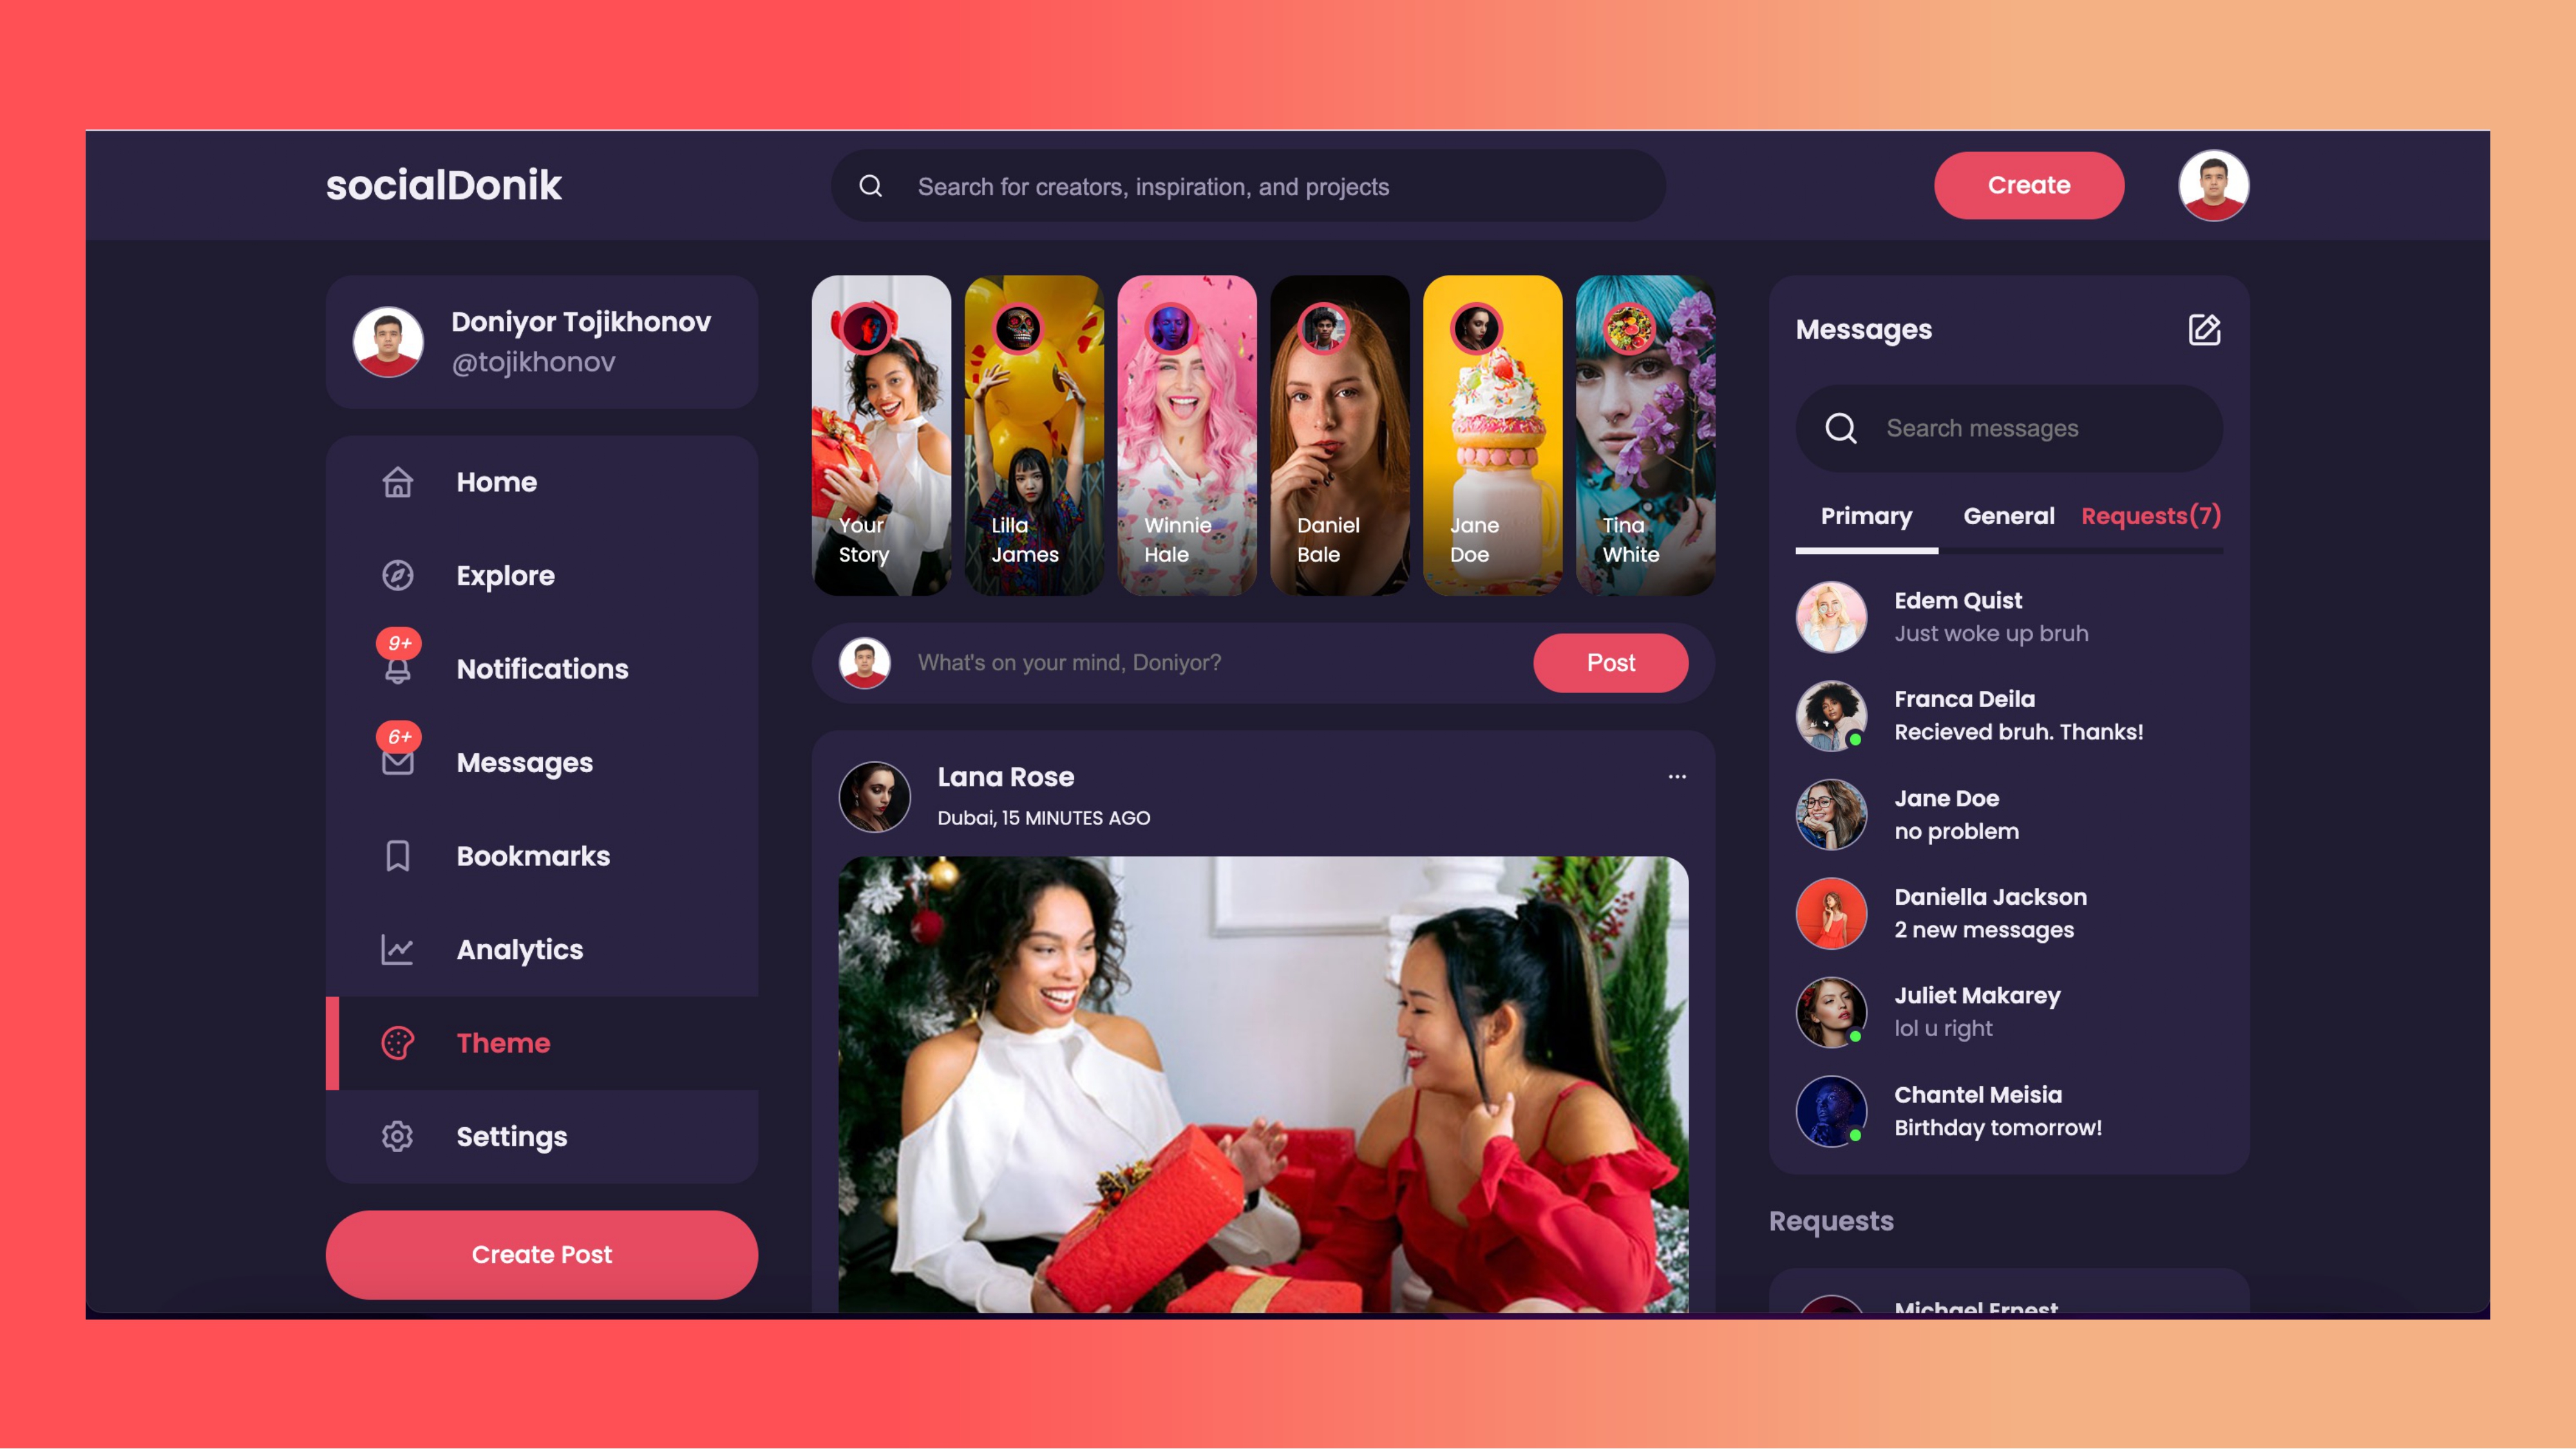 socialDonik
Search for creators, inspiration, and projects
Create
Doniyor Tojikhonov
@tojikhonov
Home
Explore
9+
Notifications
6+
Messages
Bookmarks
Analytics
Theme
Settings
Create Post
Your
Story
Lilla
James
Winnie
Hale
Daniel
Bale
Jane
Doe
Tina
White
What's on your mind, Doniyor?
Post
Lana Rose
Dubai, 15 MINUTES AGO
Messages
Search messages
Primary General Requests(7)
Edem Quist
Just woke up bruh
Franca Deila
Recieved bruh. Thanks!
Jane Doe
no problem
Daniella Jackson
2 new messages
Juliet Makarey
lol u right
Chantel Meisia
Birthday tomorrow!
Requests
Michael Ernest